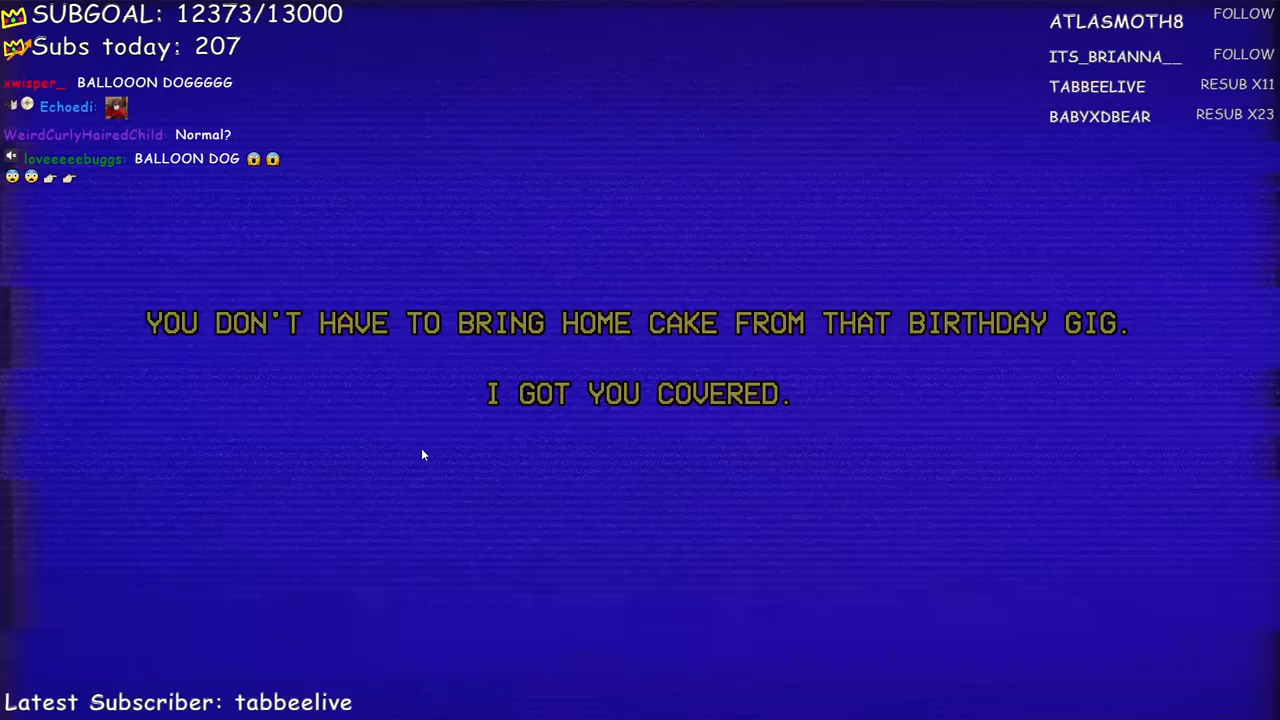 SUBGOAL: 12373/13000
Subs today: 207
xwisper_ BALLOOON DOGGGGG
Echoedi:
WeirdCurlyHairedChild: Normal?
loveeeeebuggs: BALLOON DOG 😱 😱
😨 😨 👉🏻 👉🏻
ATLASMOTH8 FOLLOW
ITS_BRIANNA__ FOLLOW
TABBEELIVE RESUB X11
BABYXDBEAR RESUB X23
YOU DON'T HAVE TO BRING HOME CAKE FROM THAT BIRTHDAY GIG.
I GOT YOU COVERED.
Latest Subscriber: tabbeelive